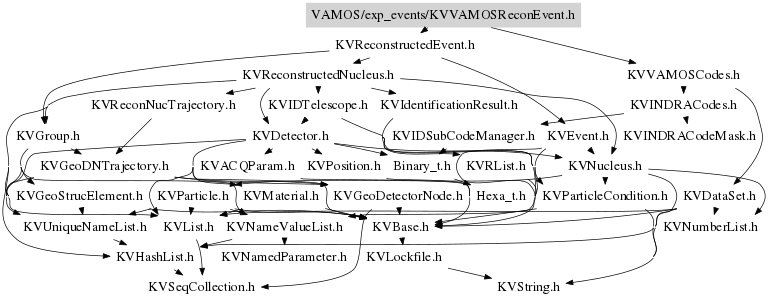 VAMOS/exp_events/KVVAMOSReconEvent.h
KVReconstructedEvent.h
KVReconstructedNucleus.h KVVAMOSCodes.h
KVReconNucTrajectory.h KVIDTelescope.h KVIdentificationResult.h KVINDRACodes.h
KVGroup.h KVDetector.h KVIDSubCodeManager.h KVEvent.h KVINDRACodeMask.h
KVGeoDNTrajectory.h KVACQParam.h KVPosition.h Binary_t.h KVRList.h KVNucleus.h
KVGeoStrucElement.h KVParticle.h KVMaterial.h KVGeoDetectorNode.h Hexa_t.h KVParticleCondition.h KVDataSet.h
KVUniqueNameList.h KVList.h KVNameValueList.h KVBase.h KVNumberList.h
KVHashList.h KVNamedParameter.h KVLockfile.h
KVSeqCollection.h KVString.h